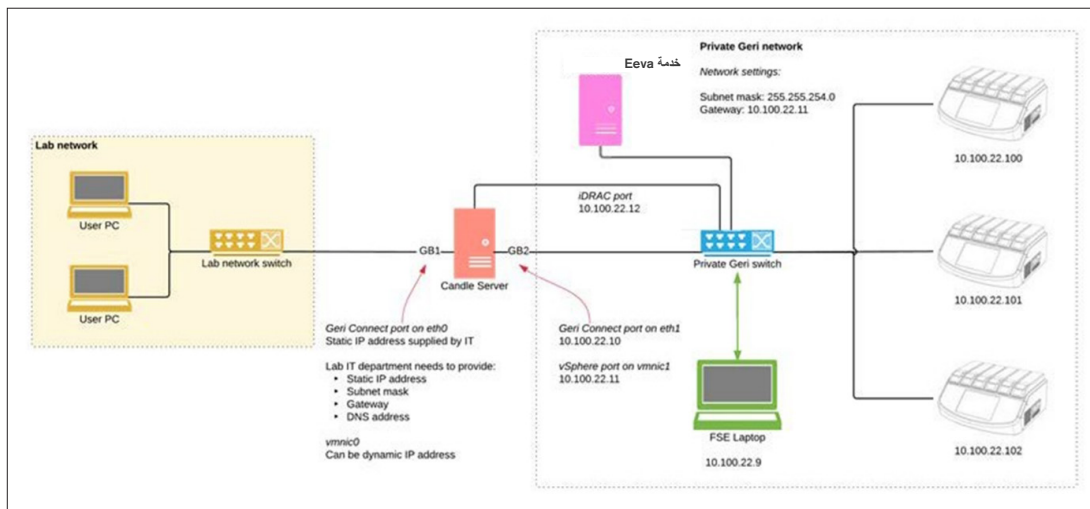 Private Geri network
خدمة Eeva
Network settings:
Subnet mask: 255.255.254.0
Gateway: 10.100.22.11
10.100.22.100
Lab network
User PC
iDRAC port
10.100.22.12
Lab network switch
GB1
GB2
Candle Server
Private Geri switch
10.100.22.101
User PC
Geri Connect port on eth0
Static IP address supplied by IT
Lab IT department needs to provide:
• Static IP address
• Subnet mask
• Gateway
• DNS address
vmnic0
Can be dynamic IP address
Geri Connect port on eth1
10.100.22.10
vSphere port on vmnic1
10.100.22.11
FSE Laptop
10.100.22.9
10.100.22.102